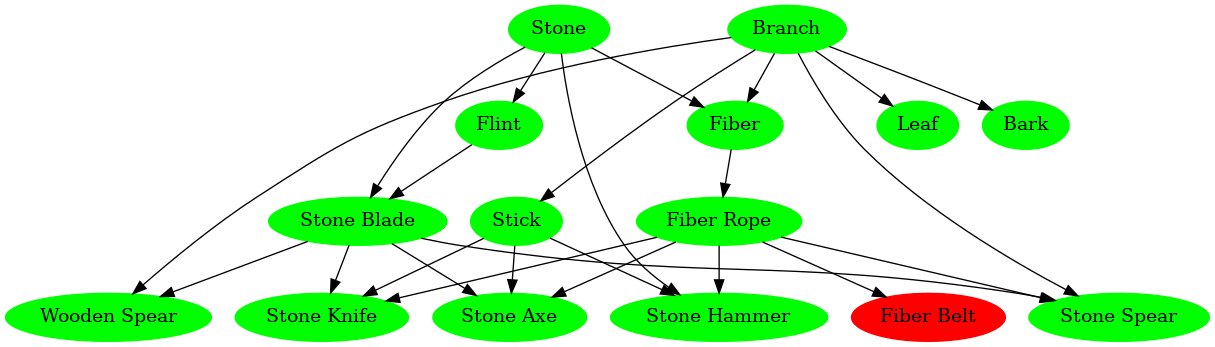 Stone
Branch
Flint
Fiber
Leaf
Bark
Stone Blade
Stick
Fiber Rope
Wooden Spear
Stone Knife
Stone Axe
Stone Hammer
Fiber Belt
Stone Spear